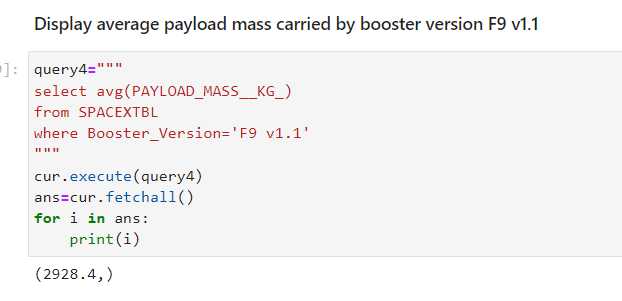 Display average payload mass carried by booster version F9 v1.1
]:
query4="""
select avg(PAYLOAD_MASS__KG_)
from SPACEXTBL
where Booster_Version='F9 v1.1'
"""
cur.execute(query4)
ans=cur.fetchall()
for i in ans:
    print(i)
(2928.4,)